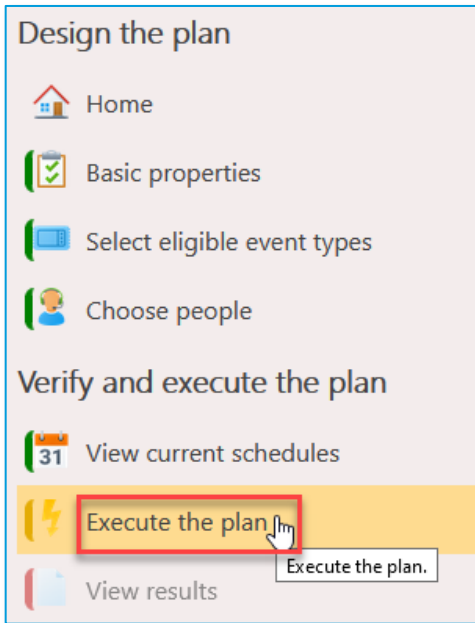 Design the plan
Home
Basic properties
Select eligible event types
Choose people
Verify and execute the plan
31 View current schedules
Execute the plan
Execute the plan.
View results